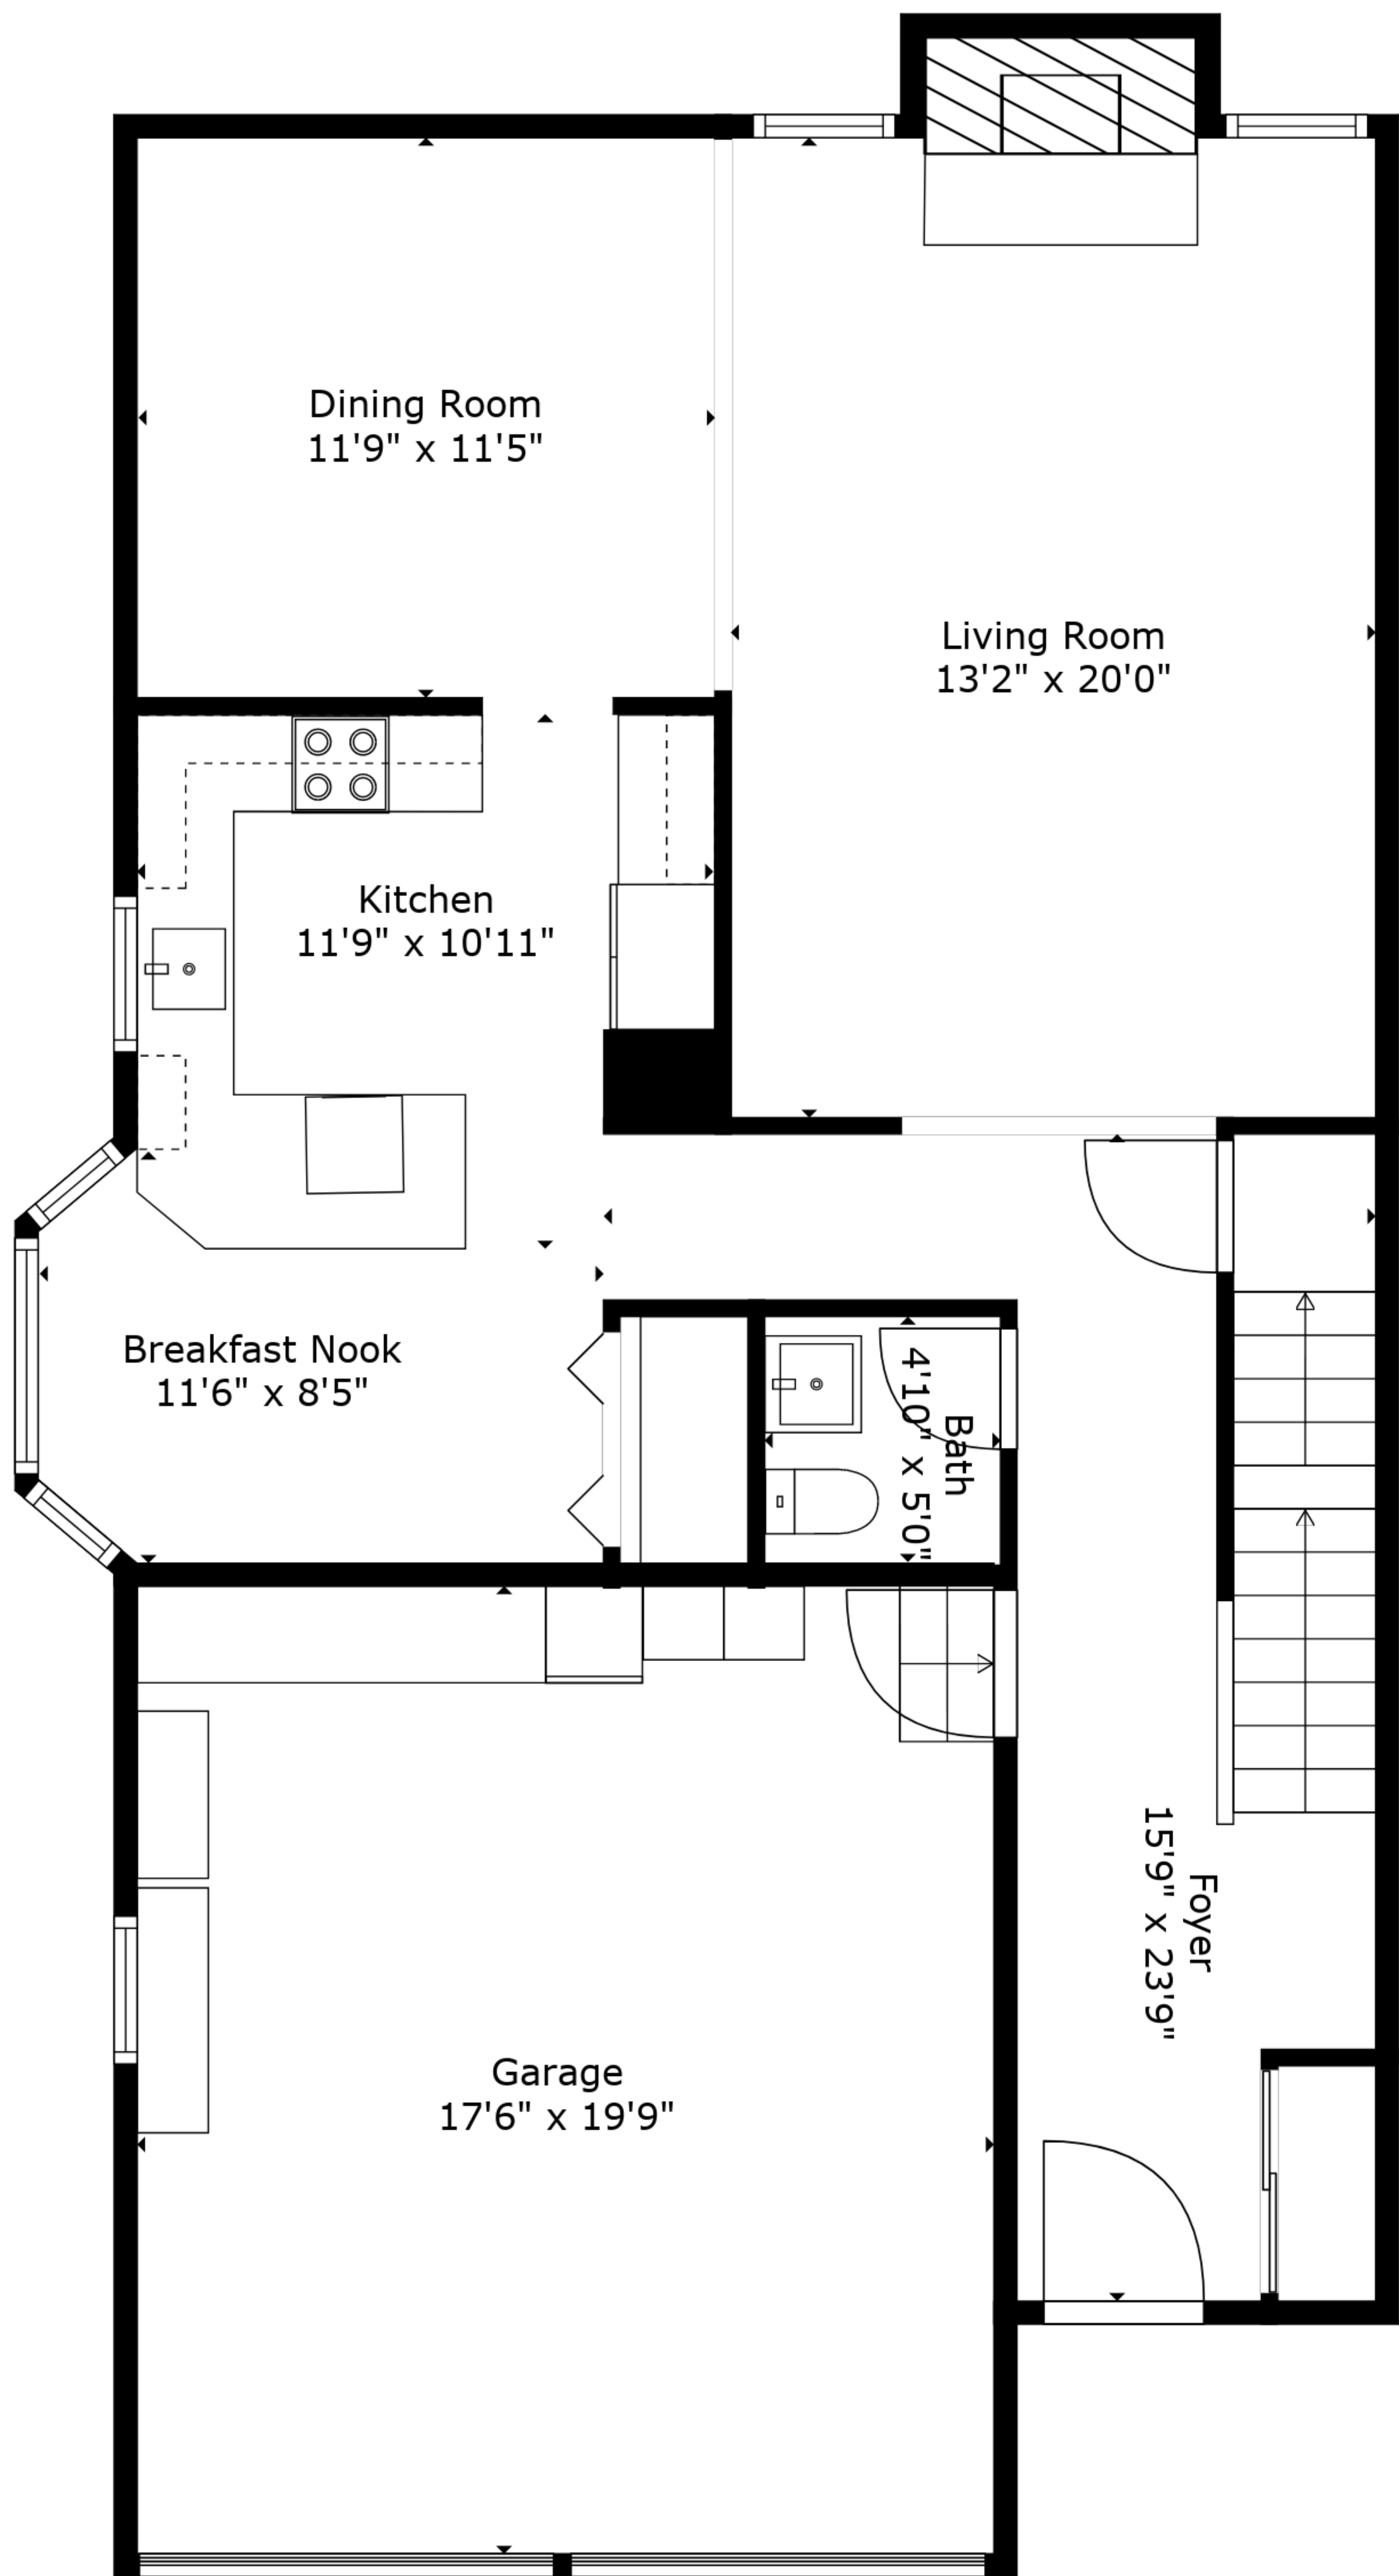 Dining Room
11'9" x 11'5"
Living Room
13'2" x 20'0"
Kitchen
11'9" x 10'11"
Breakfast Nook
11'6" x 8'5"
Bath
4'10" x 5'0"
Foyer
15'9" x 23'9"
Garage
17'6" x 19'9"